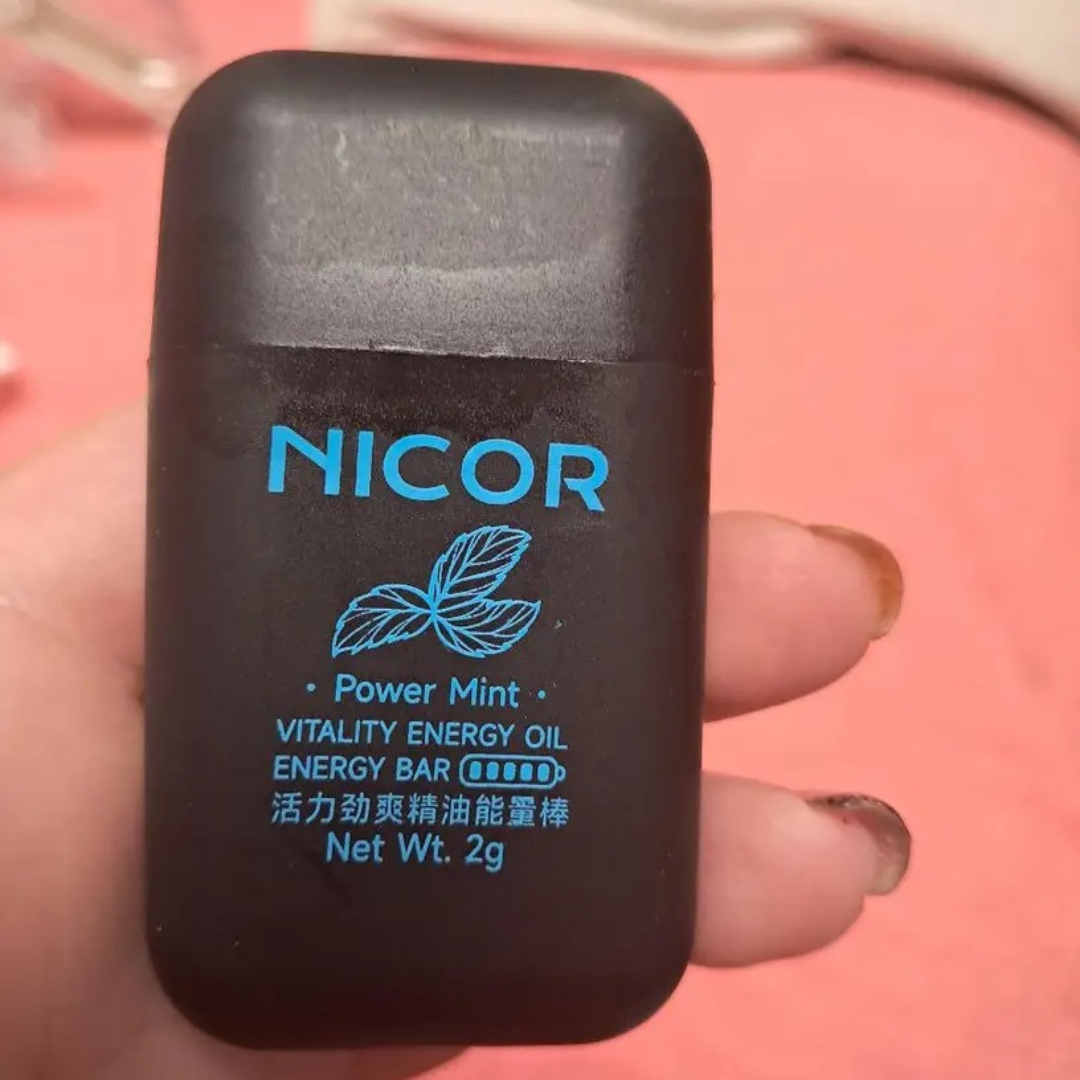 NICOR
· Power Mint ·
VITALITY ENERGY OIL
ENERGY BAR
活力劲爽精油能量棒
Net Wt. 2g